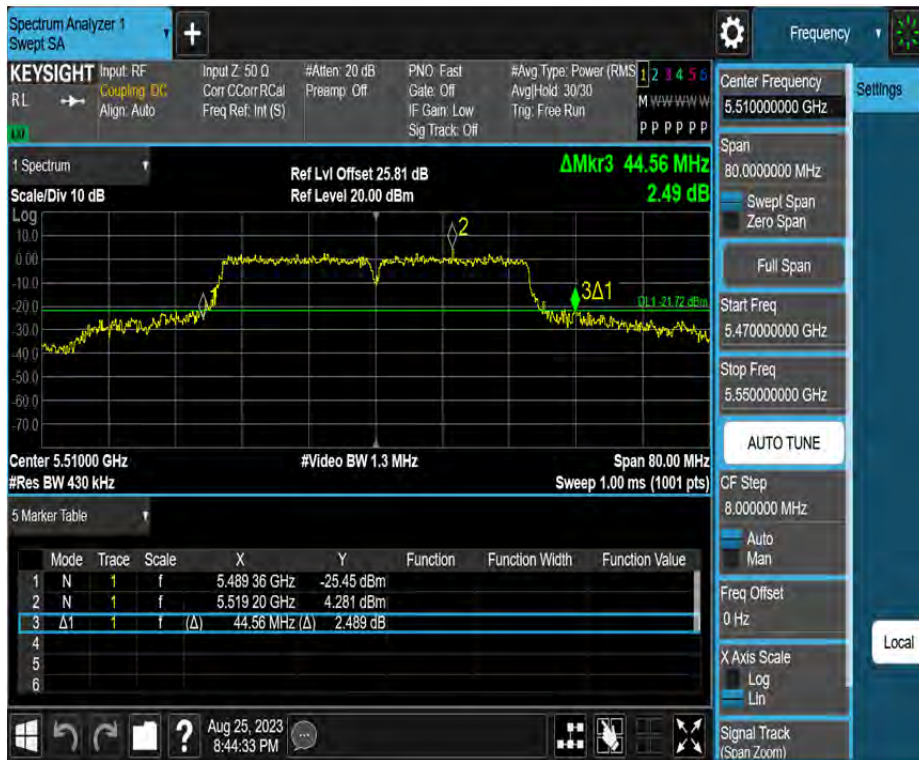 Spectrum Analyzer 1
Swept SA
+
Frequency
KEYSIGHT
RL
Input: RF
Coupling: DC
Align: Auto
Input Z: 50 Ω
Corr CCorr RCal
Freq Ref: Int (S)
#Atten: 20 dB
Preamp: Off
PNO: Fast
Gate: Off
IF Gain: Low
Sig Track: Off
#Avg Type: Power (RMS
Avg|Hold: 30/30
Trig: Free Run
1 2 3 4 5 6
M W W W W W
P P P P P P
LXI
1 Spectrum
Scale/Div 10 dB
Ref Lvl Offset 25.81 dB
Ref Level 20.00 dBm
ΔMkr3 44.56 MHz
2.49 dB
Log
10.0
0.00
-10.0
-20.0
-30.0
-40.0
-50.0
-60.0
-70.0
1
2
3Δ1
DL1 -21.72 dBm
Center 5.51000 GHz
#Res BW 430 kHz
#Video BW 1.3 MHz
Span 80.00 MHz
Sweep 1.00 ms (1001 pts)
5 Marker Table
Mode Trace Scale X Y Function Function Width Function Value
1 N 1 f 5.489 36 GHz -25.45 dBm
2 N 1 f 5.519 20 GHz 4.281 dBm
3 Δ1 1 f (Δ) 44.56 MHz (Δ) 2.489 dB
4
5
6
?
Aug 25, 2023
8:44:33 PM
Center Frequency
5.510000000 GHz
Span
80.0000000 MHz
Swept Span
Zero Span
Full Span
Start Freq
5.470000000 GHz
Stop Freq
5.550000000 GHz
AUTO TUNE
CF Step
8.000000 MHz
Auto
Man
Freq Offset
0 Hz
X Axis Scale
Log
Lin
Signal Track
(Span Zoom)
Settings
Local